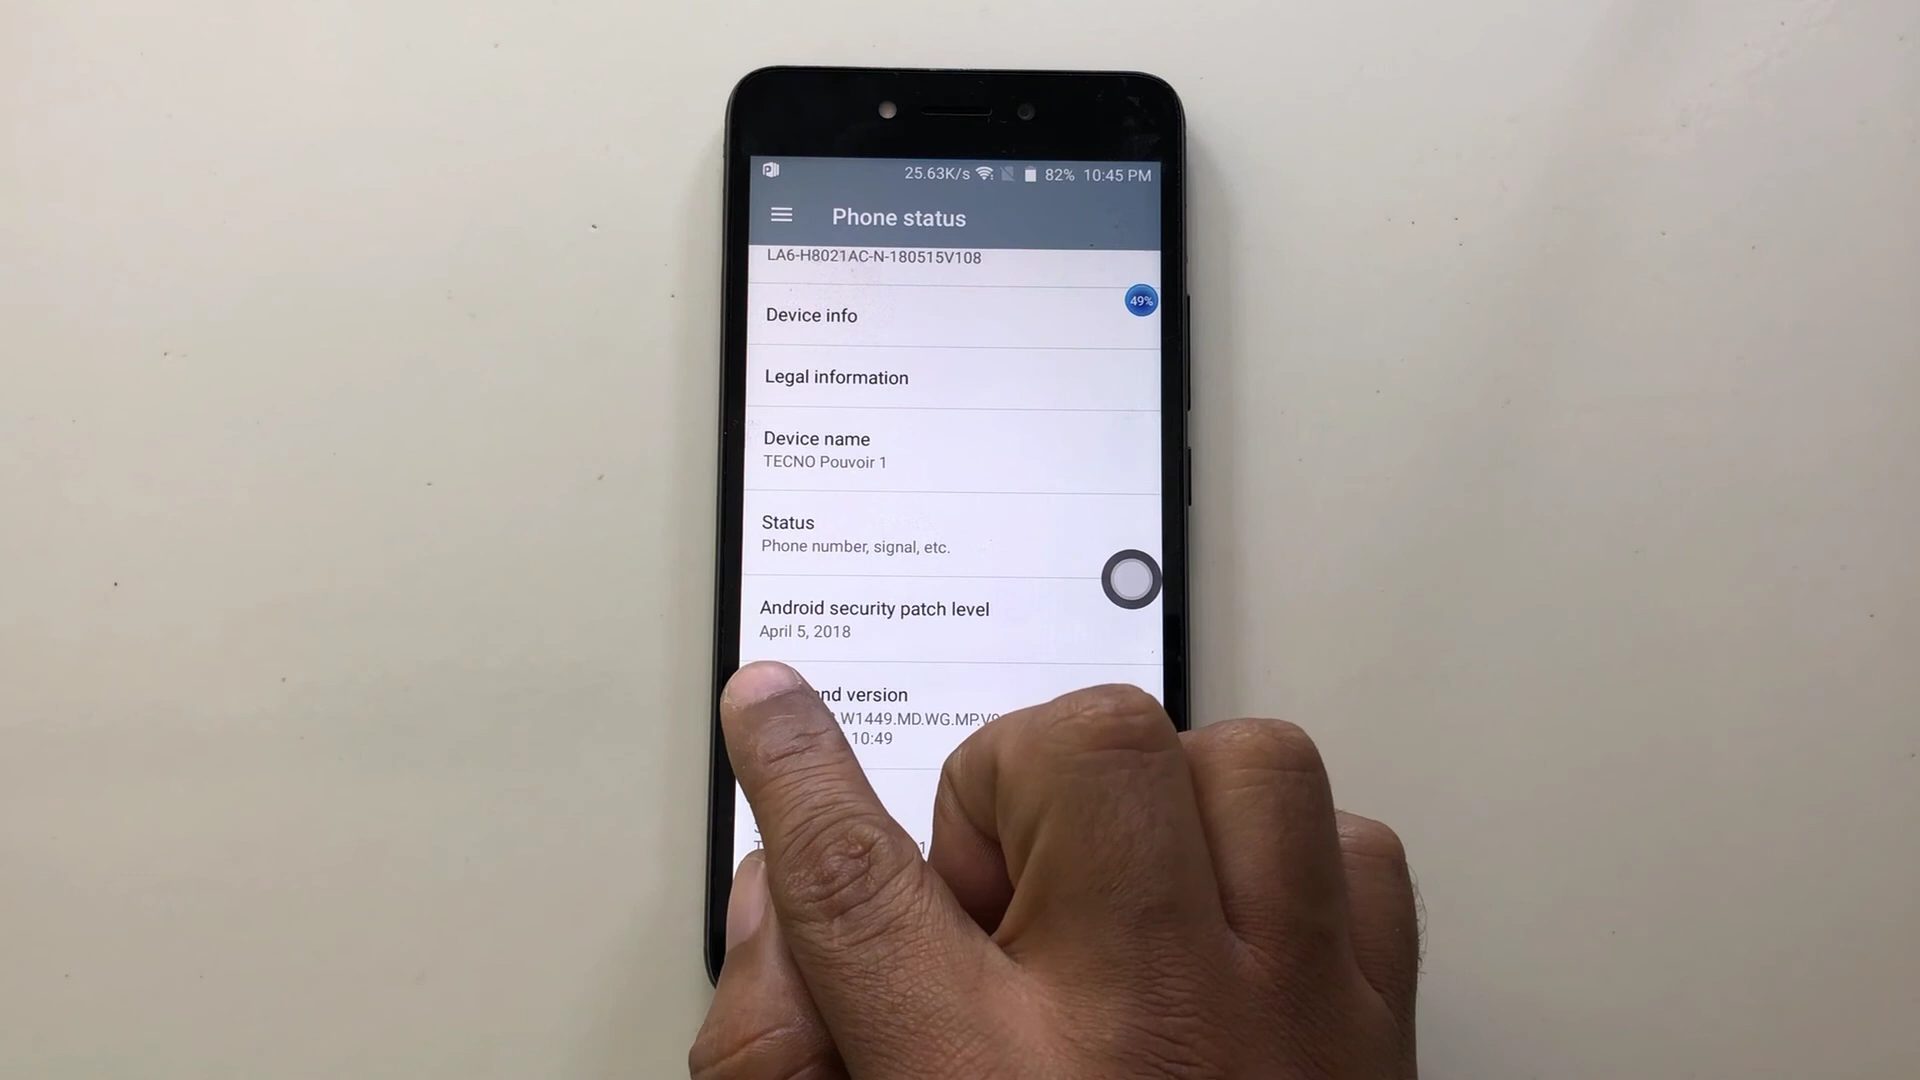 25.63K/s 82% 10:45 PM
Phone status
LA6-H8021AC-N-180515V108
49%
Device info
Legal information
Device name
TECNO Pouvoir 1
Status
Phone number, signal, etc.
Android security patch level
April 5, 2018
version
W1449.MD.WG.MP.V9
10:49